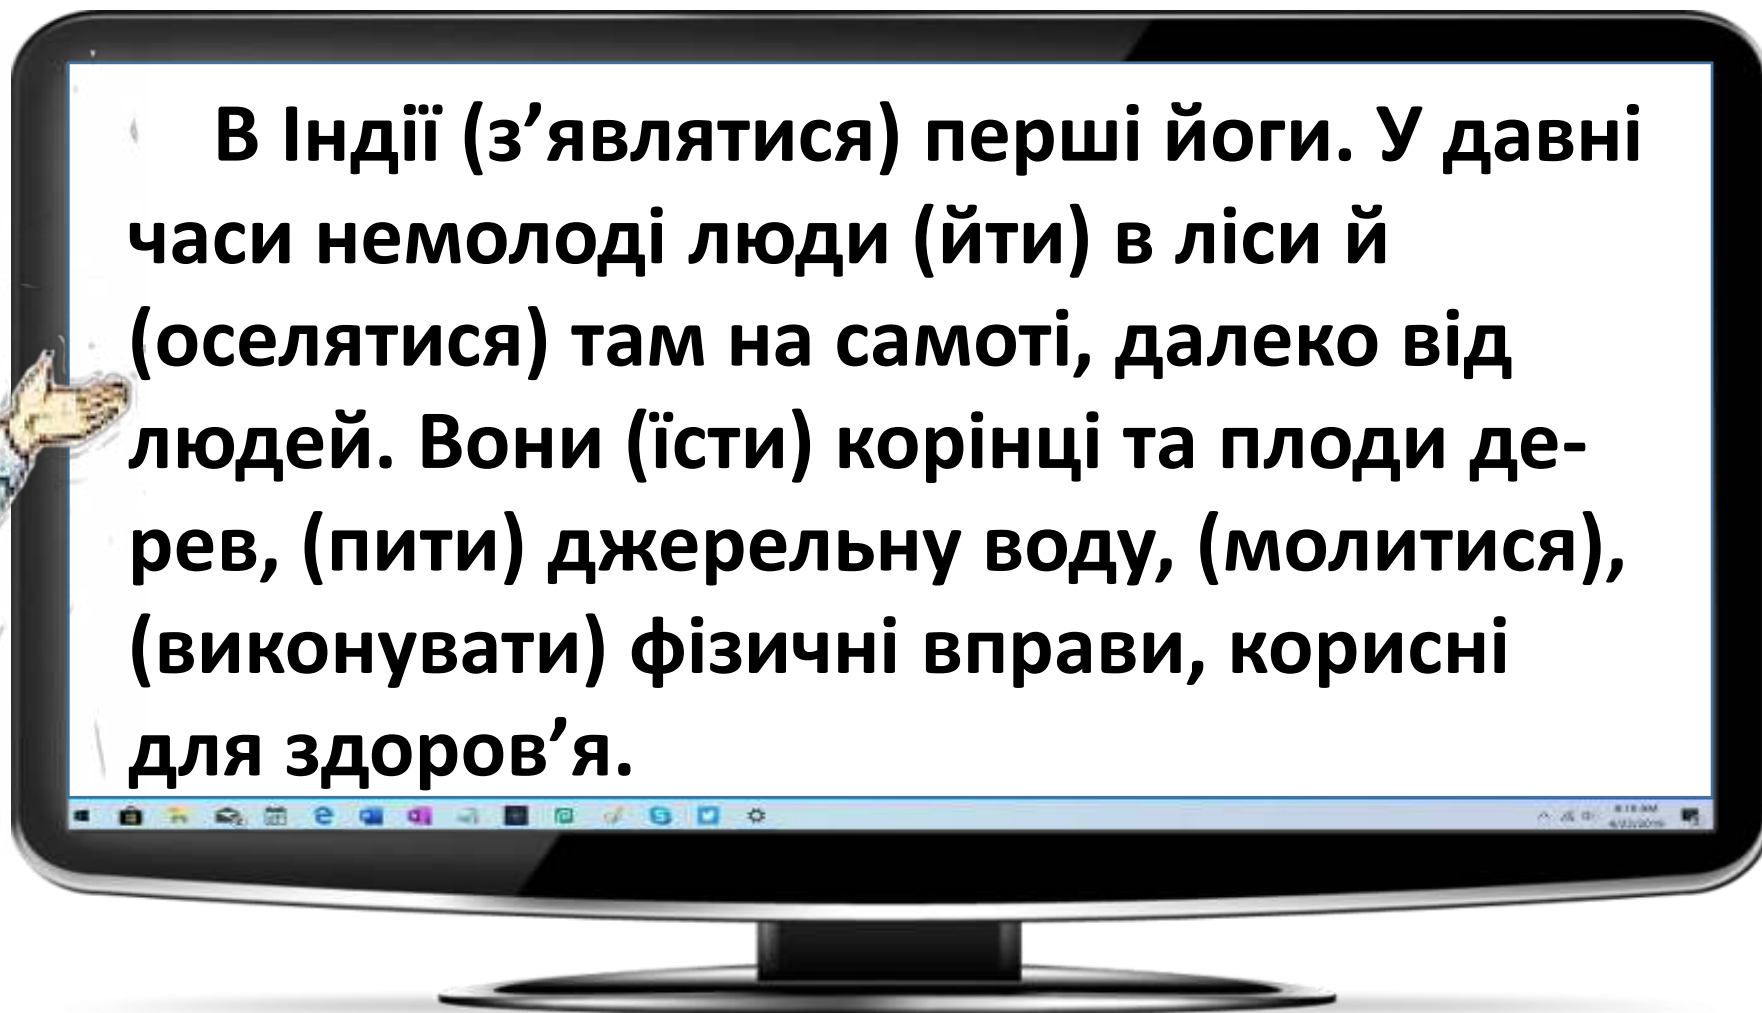 В Індії (з’являтися) перші йоги. У давні
часи немолоді люди (йти) в ліси й
(оселятися) там на самоті, далеко від
людей. Вони (їсти) корінці та плоди де-
рев, (пити) джерельну воду, (молитися),
(виконувати) фізичні вправи, корисні
для здоров’я.